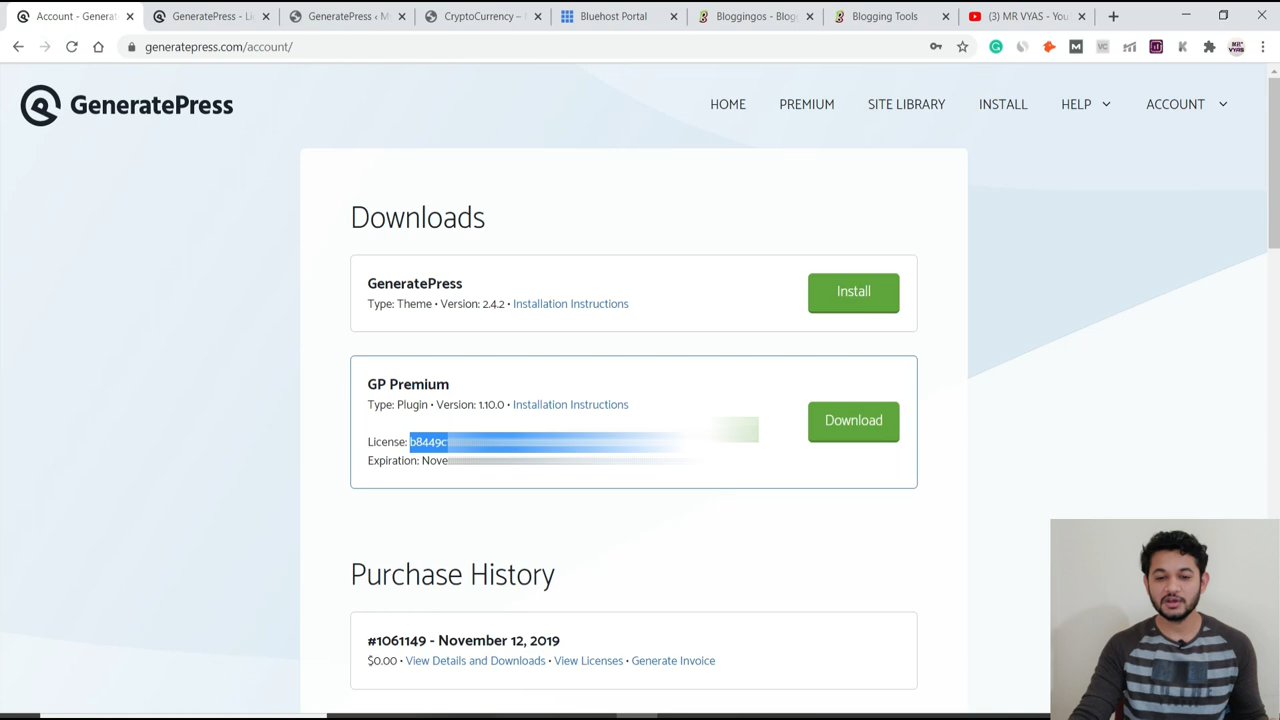 Account - Genera
GeneratePress - Li
GeneratePress ‹ M
CryptoCurrency –
Bluehost Portal
Bloggingos - Blog
Blogging Tools
(3) MR VYAS - You
generatepress.com/account/
GeneratePress
HOME
PREMIUM
SITE LIBRARY
INSTALL
HELP
ACCOUNT
Downloads
GeneratePress
Type: Theme • Version: 2.4.2 • Installation Instructions
Install
GP Premium
Type: Plugin • Version: 1.10.0 • Installation Instructions
Download
License: b8449c
Expiration: Nove
Purchase History
#1061149 - November 12, 2019
$0.00 • View Details and Downloads • View Licenses • Generate Invoice